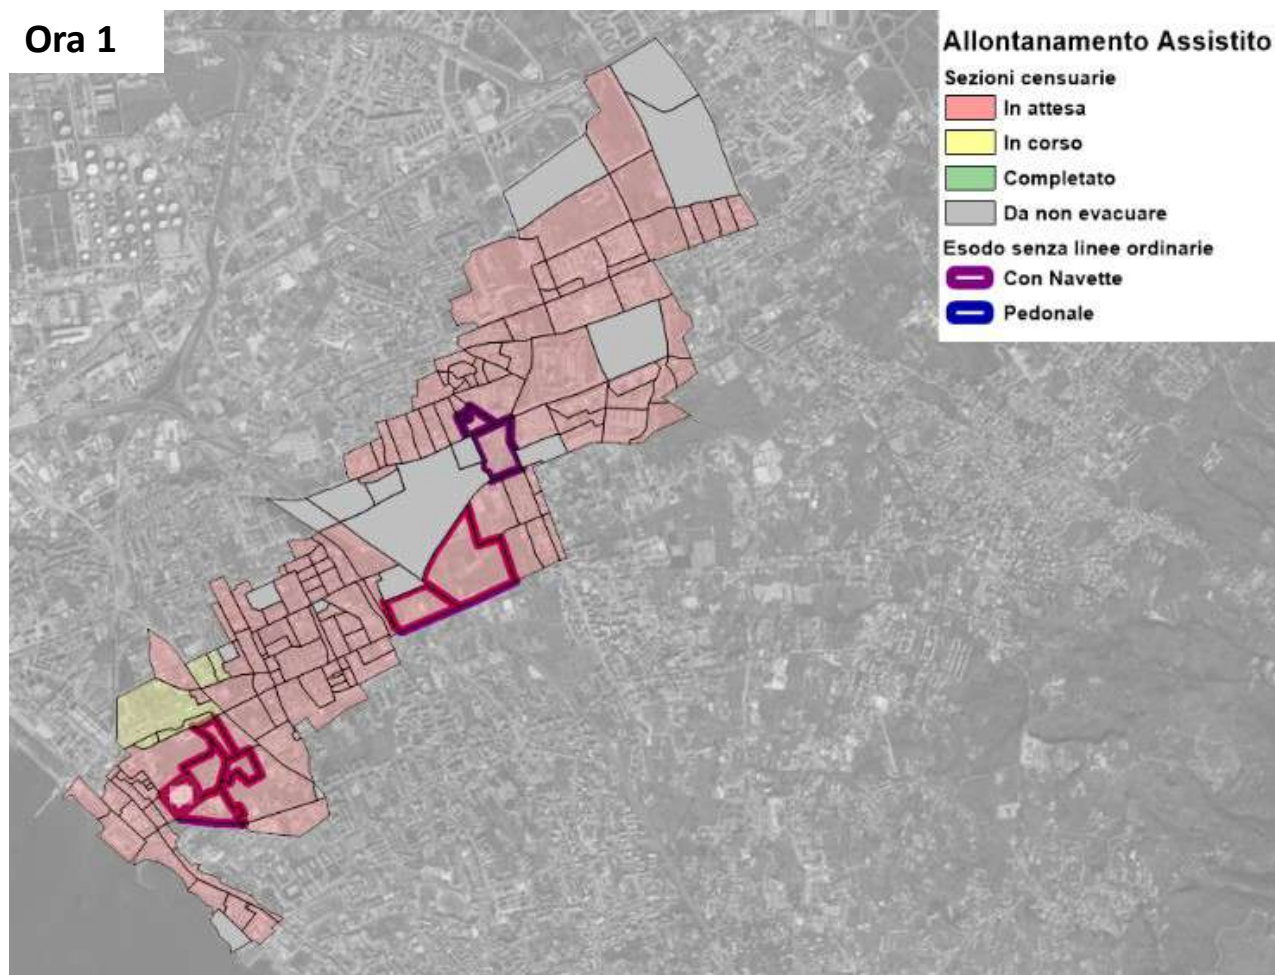 Ora 1
Allontanamento Assistito
Sezioni censuarie
In attesa
In corso
Completato
Da non evacuare
Esodo senza linee ordinarie
Con Navette
Pedonale